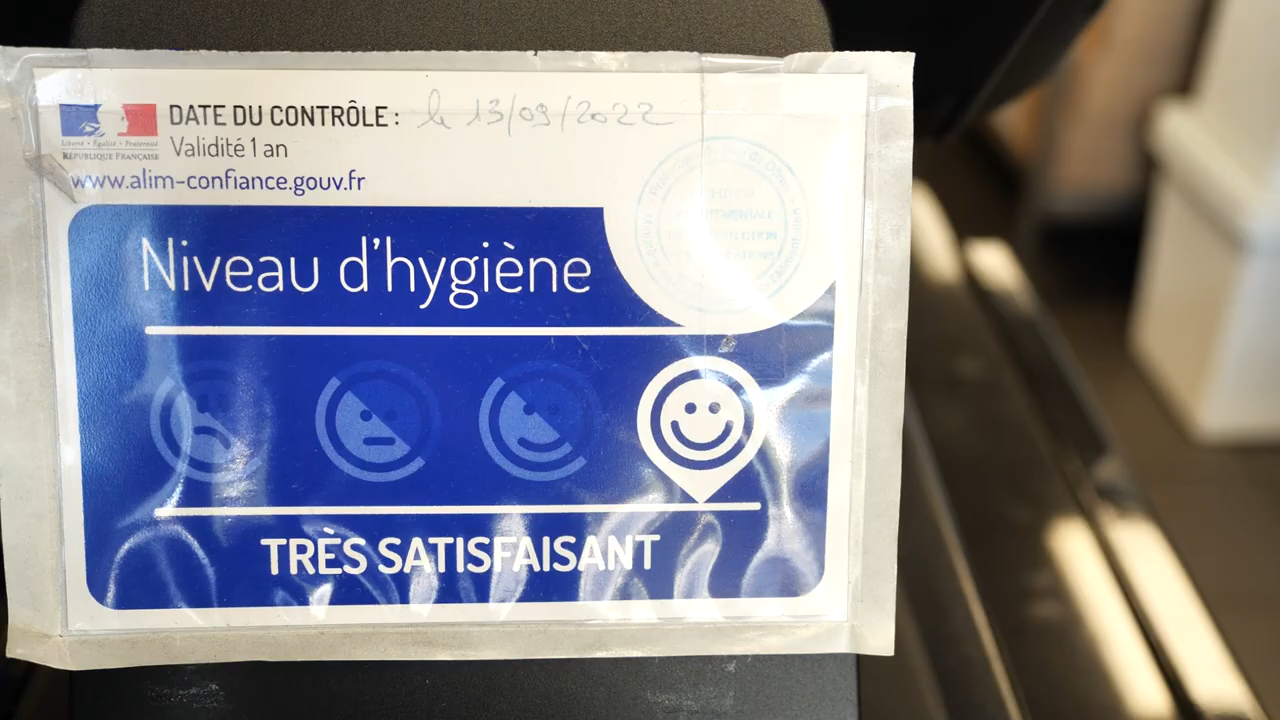 DATE DU CONTRÔLE : le 13/09/2022
Liberté • Égalité • Fraternité
RÉPUBLIQUE FRANÇAISE
Validité 1 an
www.alim-confiance.gouv.fr
Niveau d'hygiène
TRÈS SATISFAISANT